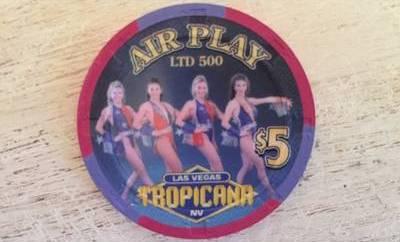 AIR PLAY
LTD 500
$5
LAS VEGAS
TROPICANA
NV